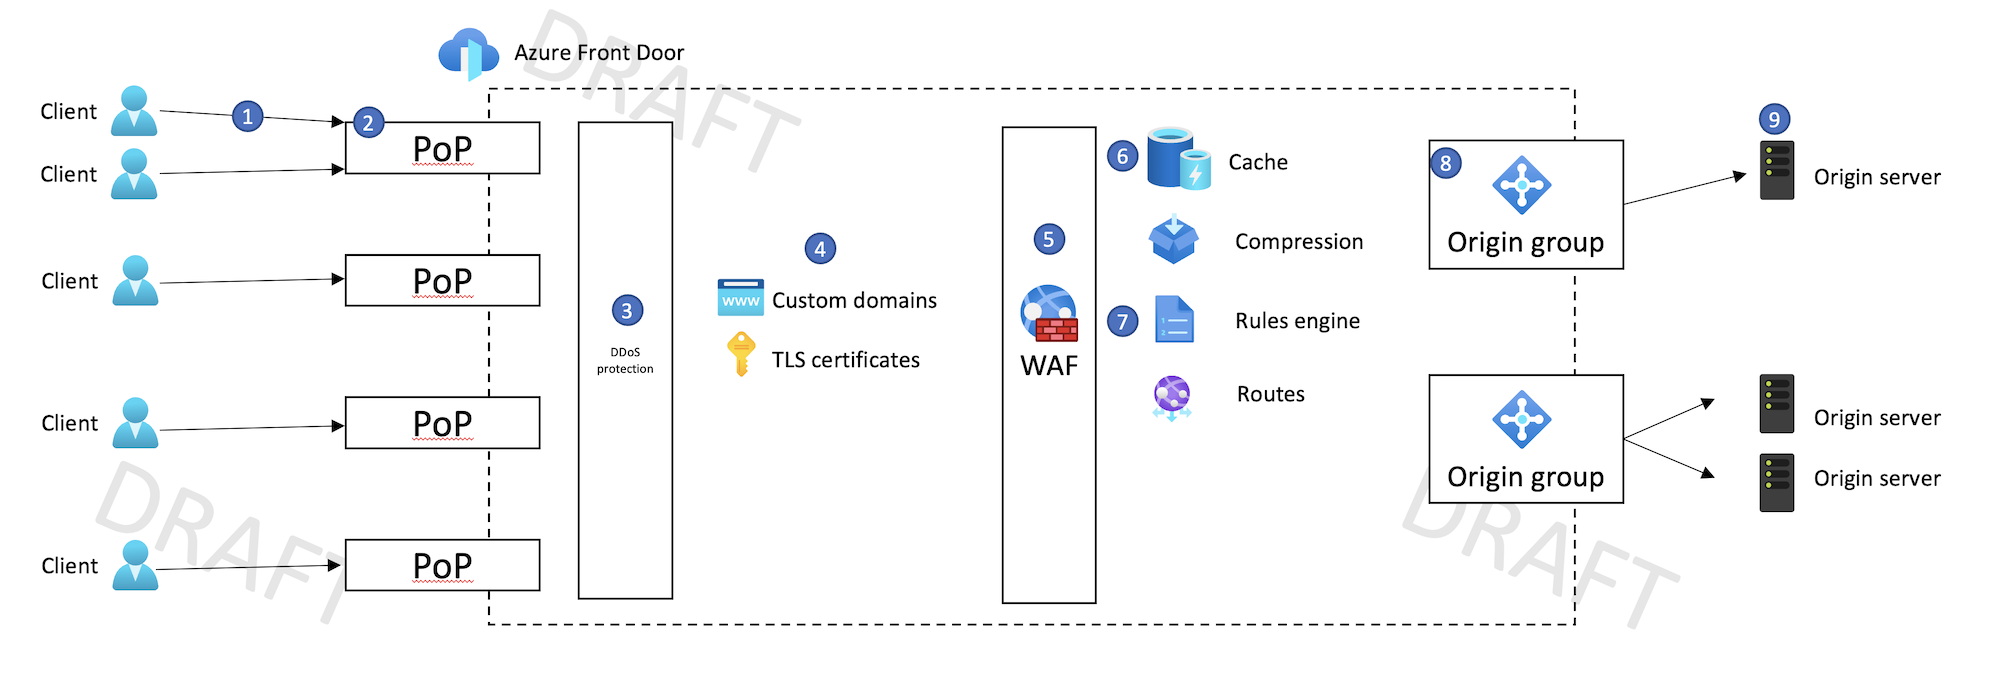 Azure Front Door
DRAFT
Client
1
2
PoP
Client
Client
PoP
Client
PoP
Client
PoP
DRAFT
3
DDoS
protection
4
www
Custom domains
TLS certificates
5
WAF
6
Cache
Compression
7
1
2
Rules engine
Routes
8
Origin group
Origin group
DRAFT
9
Origin server
Origin server
Origin server